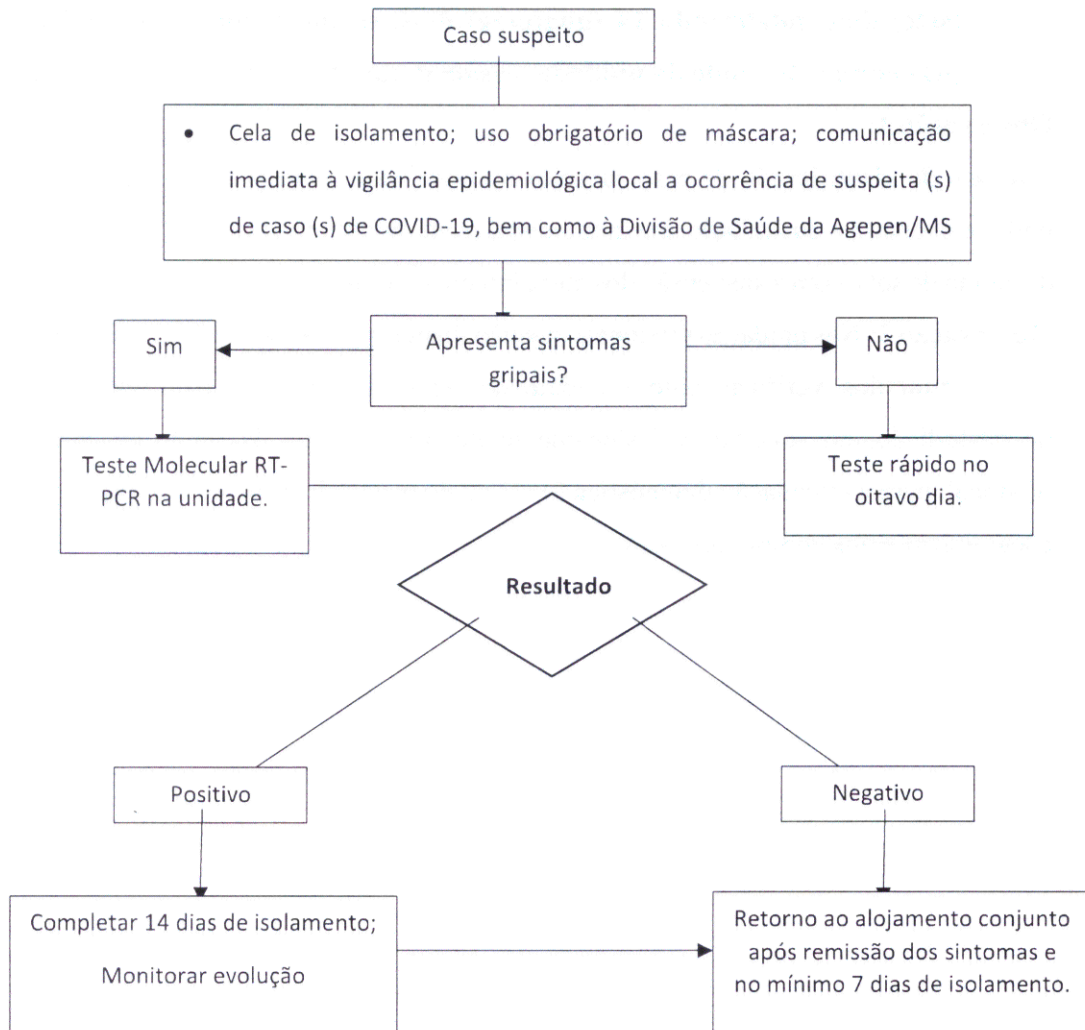 Caso suspeito
• Cela de isolamento; uso obrigatório de máscara; comunicação
imediata à vigilância epidemiológica local a ocorrência de suspeita (s)
de caso (s) de COVID-19, bem como à Divisão de Saúde da Agepen/MS
Sim
Apresenta sintomas
gripais?
Não
Teste Molecular RT-
PCR na unidade.
Teste rápido no
oitavo dia.
Resultado
Positivo
Negativo
Completar 14 dias de isolamento;
Monitorar evolução
Retorno ao alojamento conjunto
após remissão dos sintomas e
no mínimo 7 dias de isolamento.